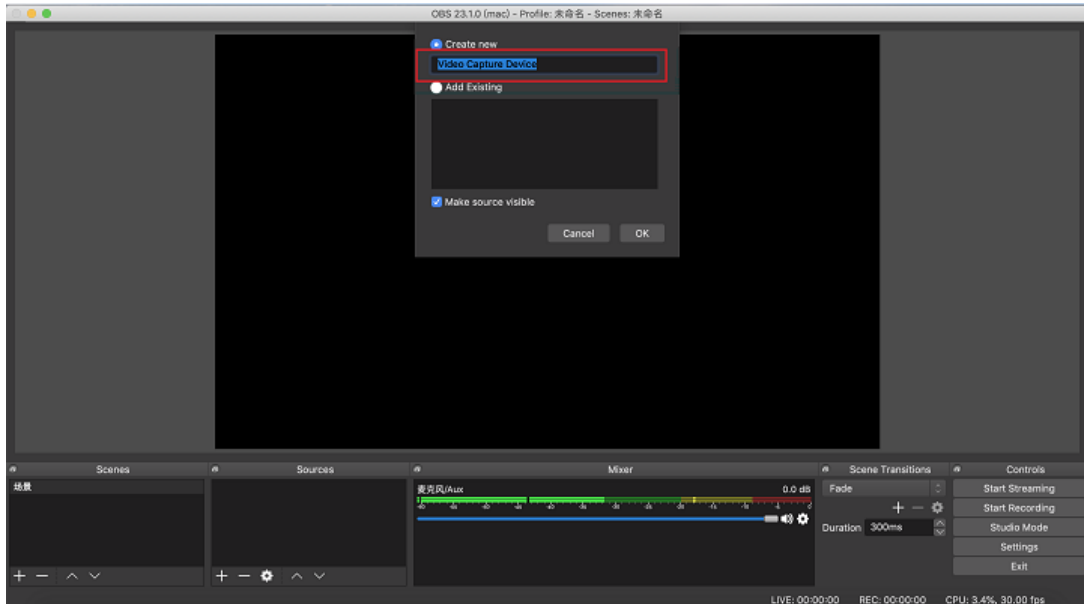 OBS 23.1.0 (mac) - Profile: 未命名 - Scenes: 未命名
Create new
Video Capture Device
Add Existing
Make source visible
Cancel OK
Scenes Sources Mixer Scene Transitions Controls
场景
麦克风/Aux 0.0 dB
Fade
Start Streaming
Start Recording
Duration 300ms
Studio Mode
Settings
Exit
LIVE: 00:00:00 REC: 00:00:00 CPU: 3.4%, 30.00 fps